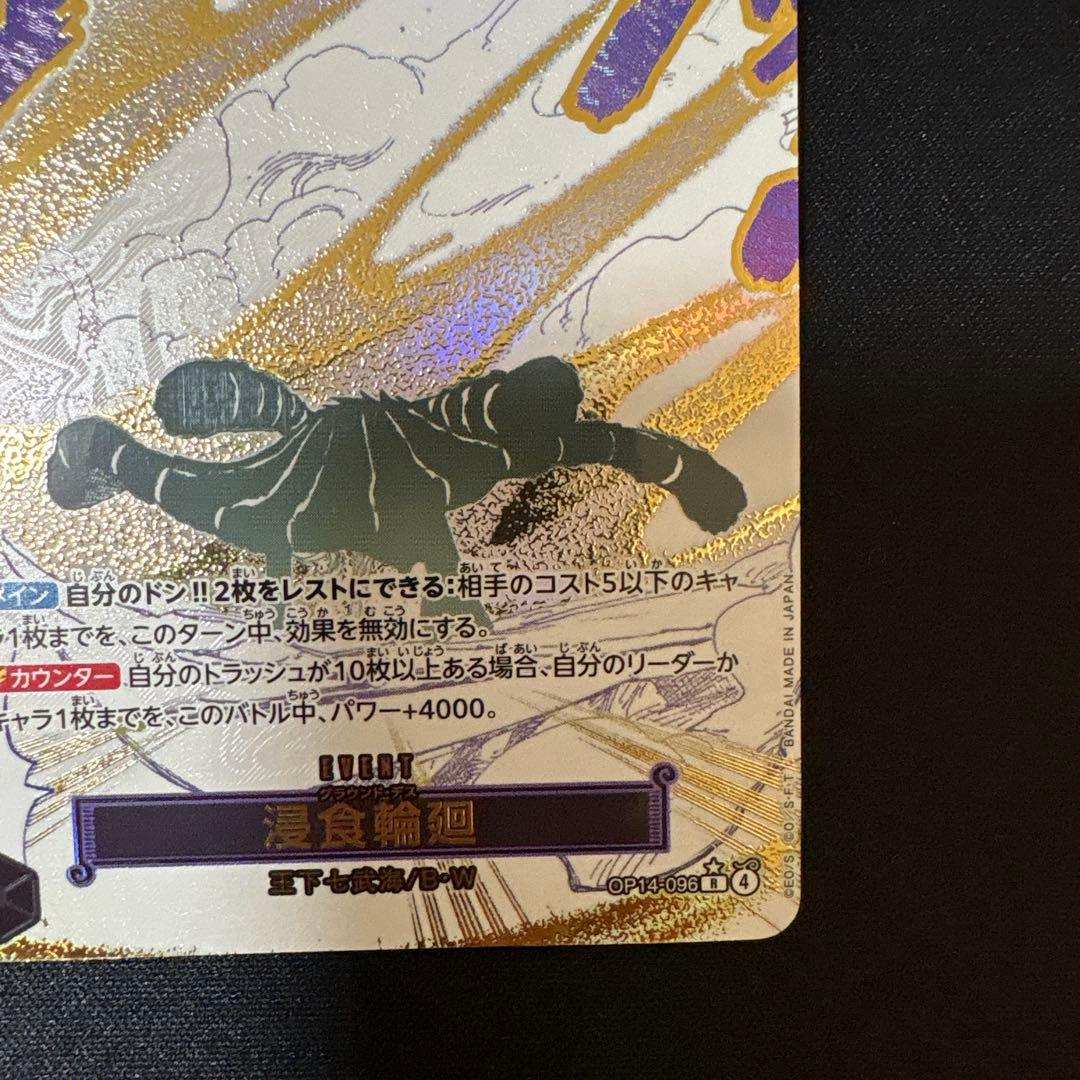 メイン 自分のドン!!2枚をレストにできる:相手のコスト5以下のキャ
ラ1枚までを、このターン中、効果を無効にする。
カウンター 自分のトラッシュが10枚以上ある場合、自分のリーダーか
キャラ1枚までを、このバトル中、パワー+4000。
EVENT
グラウンド・デス
浸食輪廻
王下七武海/B・W
OP14-096 R 4
©E.O/S. ©O/S・F・T BANDAI MADE IN JAPAN